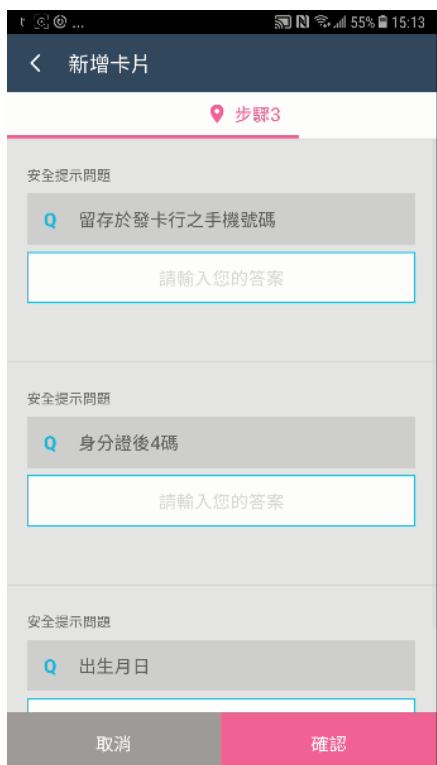 55% 15:13
新增卡片
步驟3
安全提示問題
Q 留存於發卡行之手機號碼
請輸入您的答案
安全提示問題
Q 身分證後4碼
請輸入您的答案
安全提示問題
Q 出生月日
取消 確認